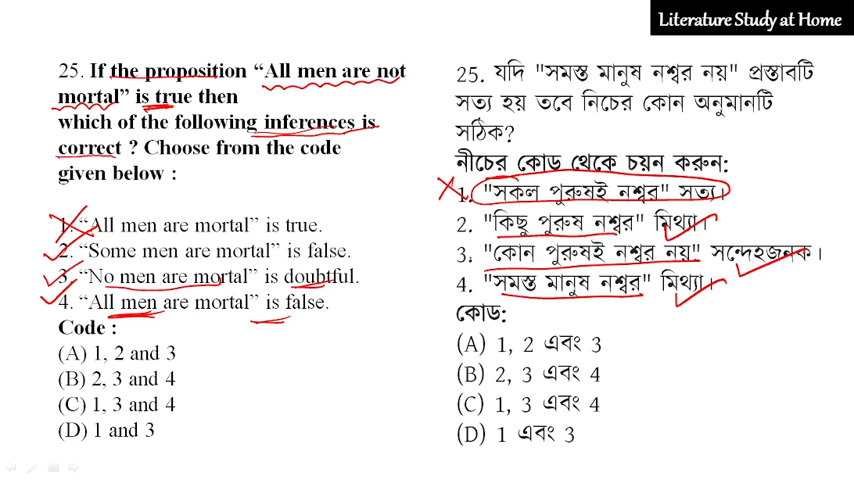 Literature Study at Home
25. If the proposition “All men are not
mortal” is true then
which of the following inferences is
correct ? Choose from the code
given below :
1. “All men are mortal” is true.
2. “Some men are mortal” is false.
3. “No men are mortal” is doubtful.
4. “All men are mortal” is false.
Code :
(A) 1, 2 and 3
(B) 2, 3 and 4
(C) 1, 3 and 4
(D) 1 and 3
25. যদি "সমস্ত মানুষ নশ্বর নয়" প্রস্তাবটি
সত্য হয় তবে নিচের কোন অনুমানটি
সঠিক?
নীচের কোড থেকে চয়ন করুন:
1. "সকল পুরুষই নশ্বর" সত্য।
2. "কিছু পুরুষ নশ্বর" মিথ্যা।
3. "কোন পুরুষই নশ্বর নয়" সন্দেহজনক।
4. "সমস্ত মানুষ নশ্বর" মিথ্যা।
কোড:
(A) 1, 2 এবং 3
(B) 2, 3 এবং 4
(C) 1, 3 এবং 4
(D) 1 এবং 3